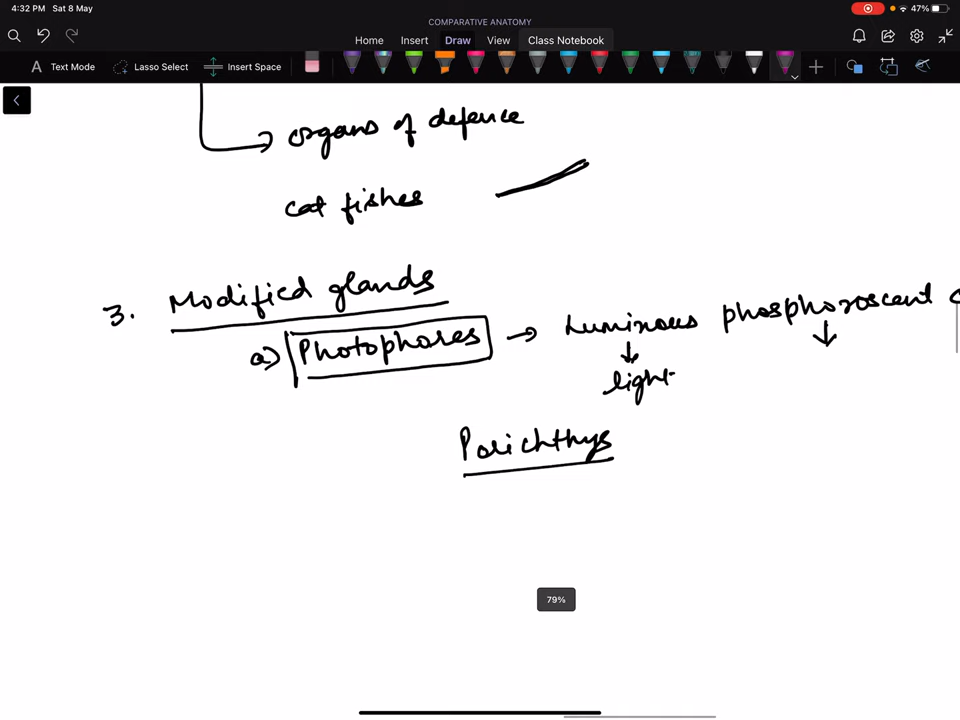 4:32 PM Sat 8 May
47%
COMPARATIVE ANATOMY
Home Insert Draw View Class Notebook
Text Mode Lasso Select Insert Space
organs of defence
cat fishes
3. Modified glands
a) Photophores → Luminous phosphorescent
light
Porichthys
79%